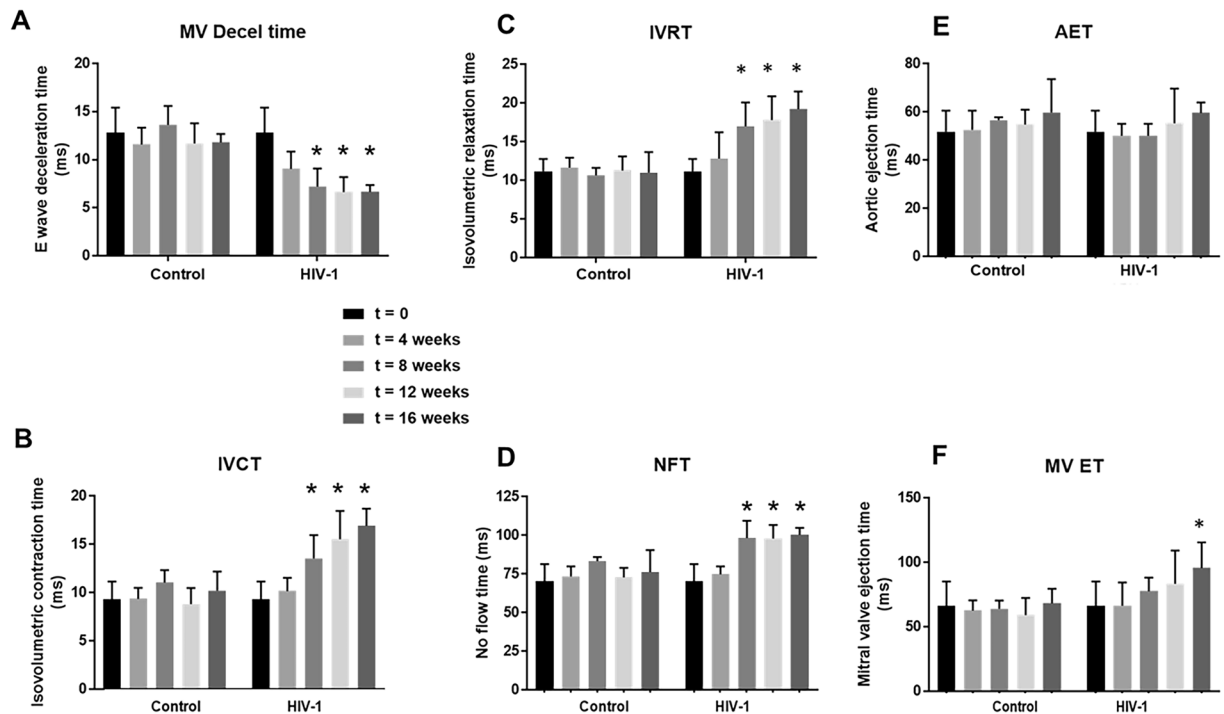 A
MV Decel time
E wave deceleration time
(ms)
20
15
10
5
0
* * *
Control
HIV-1
C
IVRT
Isovolumetric relaxation time
(ms)
25
20
15
10
5
0
* * *
Control
HIV-1
E
AET
Aortic ejection time
(ms)
80
60
40
20
0
Control
HIV-1
t = 0
t = 4 weeks
t = 8 weeks
t = 12 weeks
t = 16 weeks
B
IVCT
Isovolumetric contraction time
(ms)
20
15
10
5
0
* * *
Control
HIV-1
D
NFT
No flow time (ms)
125
100
75
50
25
0
* * *
Control
HIV-1
F
MV ET
Mitral valve ejection time
(ms)
150
100
50
0
*
Control
HIV-1